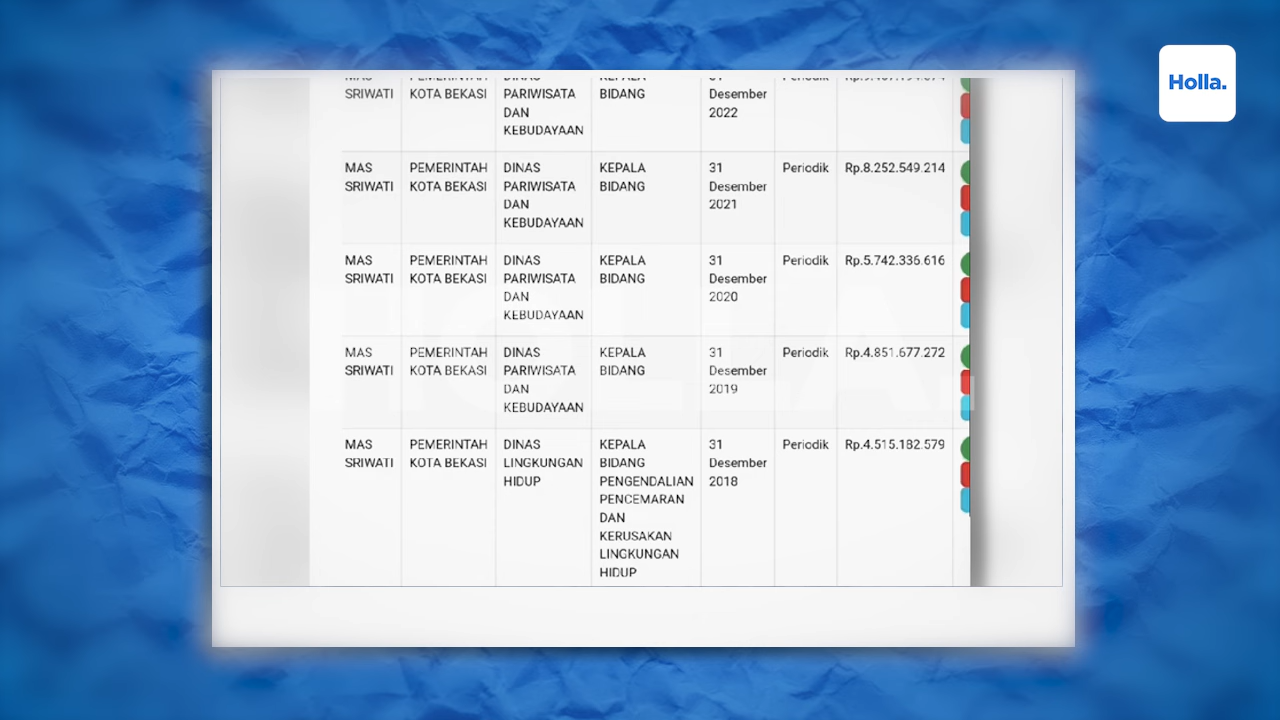 Holla.
SRIWATI KOTA BEKASI PARIWISATA BIDANG Desember
DAN 2022
KEBUDAYAAN
MAS PEMERINTAH DINAS KEPALA 31 Periodik Rp.8.252.549.214
SRIWATI KOTA BEKASI PARIWISATA BIDANG Desember
DAN 2021
KEBUDAYAAN
MAS PEMERINTAH DINAS KEPALA 31 Periodik Rp.5.742.336.616
SRIWATI KOTA BEKASI PARIWISATA BIDANG Desember
DAN 2020
KEBUDAYAAN
MAS PEMERINTAH DINAS KEPALA 31 Periodik Rp.4.851.677.272
SRIWATI KOTA BEKASI PARIWISATA BIDANG Desember
DAN 2019
KEBUDAYAAN
MAS PEMERINTAH DINAS KEPALA 31 Periodik Rp.4.515.182.579
SRIWATI KOTA BEKASI LINGKUNGAN BIDANG Desember
HIDUP PENGENDALIAN 2018
PENCEMARAN
DAN
KERUSAKAN
LINGKUNGAN
HIDUP